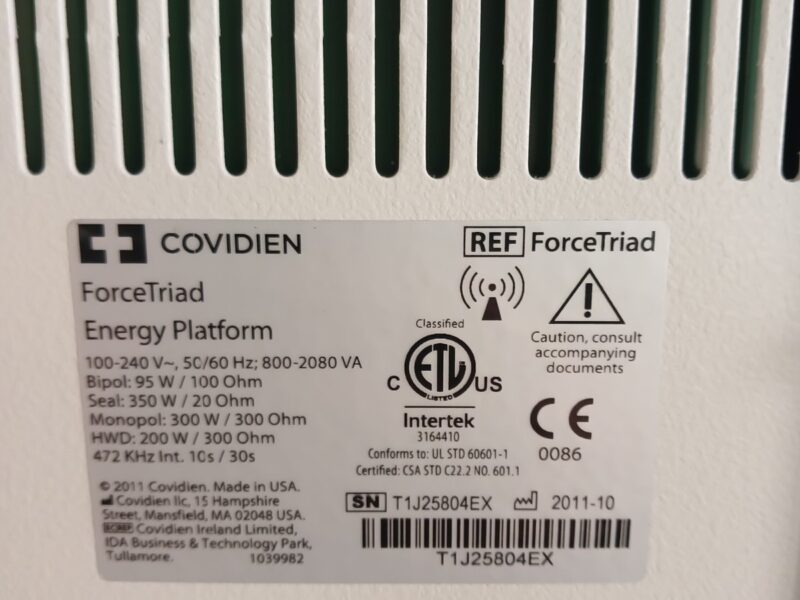 COVIDIEN
REF ForceTriad
ForceTriad
Energy Platform
100-240 V~, 50/60 Hz; 800-2080 VA
Bipol: 95 W / 100 Ohm
Seal: 350 W / 20 Ohm
Monopol: 300 W / 300 Ohm
HWD: 200 W / 300 Ohm
472 KHz Int. 10s / 30s
© 2011 Covidien. Made in USA.
Covidien llc, 15 Hampshire
Street, Mansfield, MA 02048 USA.
EC REP Covidien Ireland Limited,
IDA Business & Technology Park,
Tullamore. 1039982
Classified
C ETL US
LISTED
Intertek
3164410
Conforms to: UL STD 60601-1
Certified: CSA STD C22.2 NO. 601.1
Caution, consult
accompanying
documents
CE
0086
SN T1J25804EX 2011-10
T1J25804EX